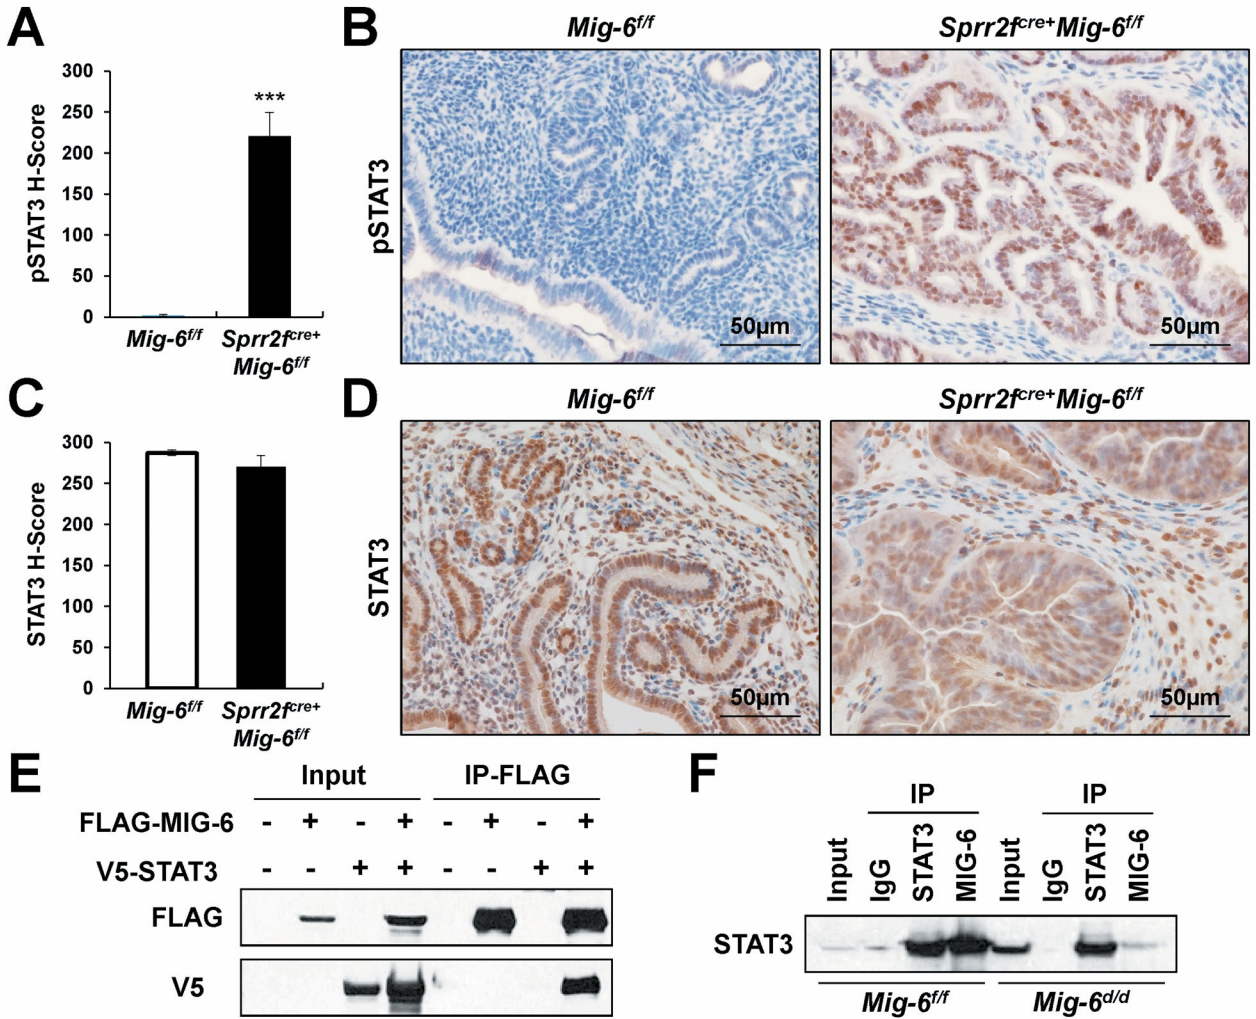 A
pSTAT3 H-Score
300
250
200
150
100
50
0
***
Mig-6f/f
Sprr2fcre+
Mig-6f/f
B
Mig-6f/f
Sprr2fcre+Mig-6f/f
pSTAT3
50µm
50µm
C
STAT3 H-Score
300
250
200
150
100
50
0
Mig-6f/f
Sprr2fcre+
Mig-6f/f
D
Mig-6f/f
Sprr2fcre+Mig-6f/f
STAT3
50µm
50µm
E
Input IP-FLAG
FLAG-MIG-6 - + - + - + - +
V5-STAT3 - - + + - - + +
FLAG
V5
F
IP IP
Input IgG STAT3 MIG-6 Input IgG STAT3 MIG-6
STAT3
Mig-6f/f Mig-6d/d